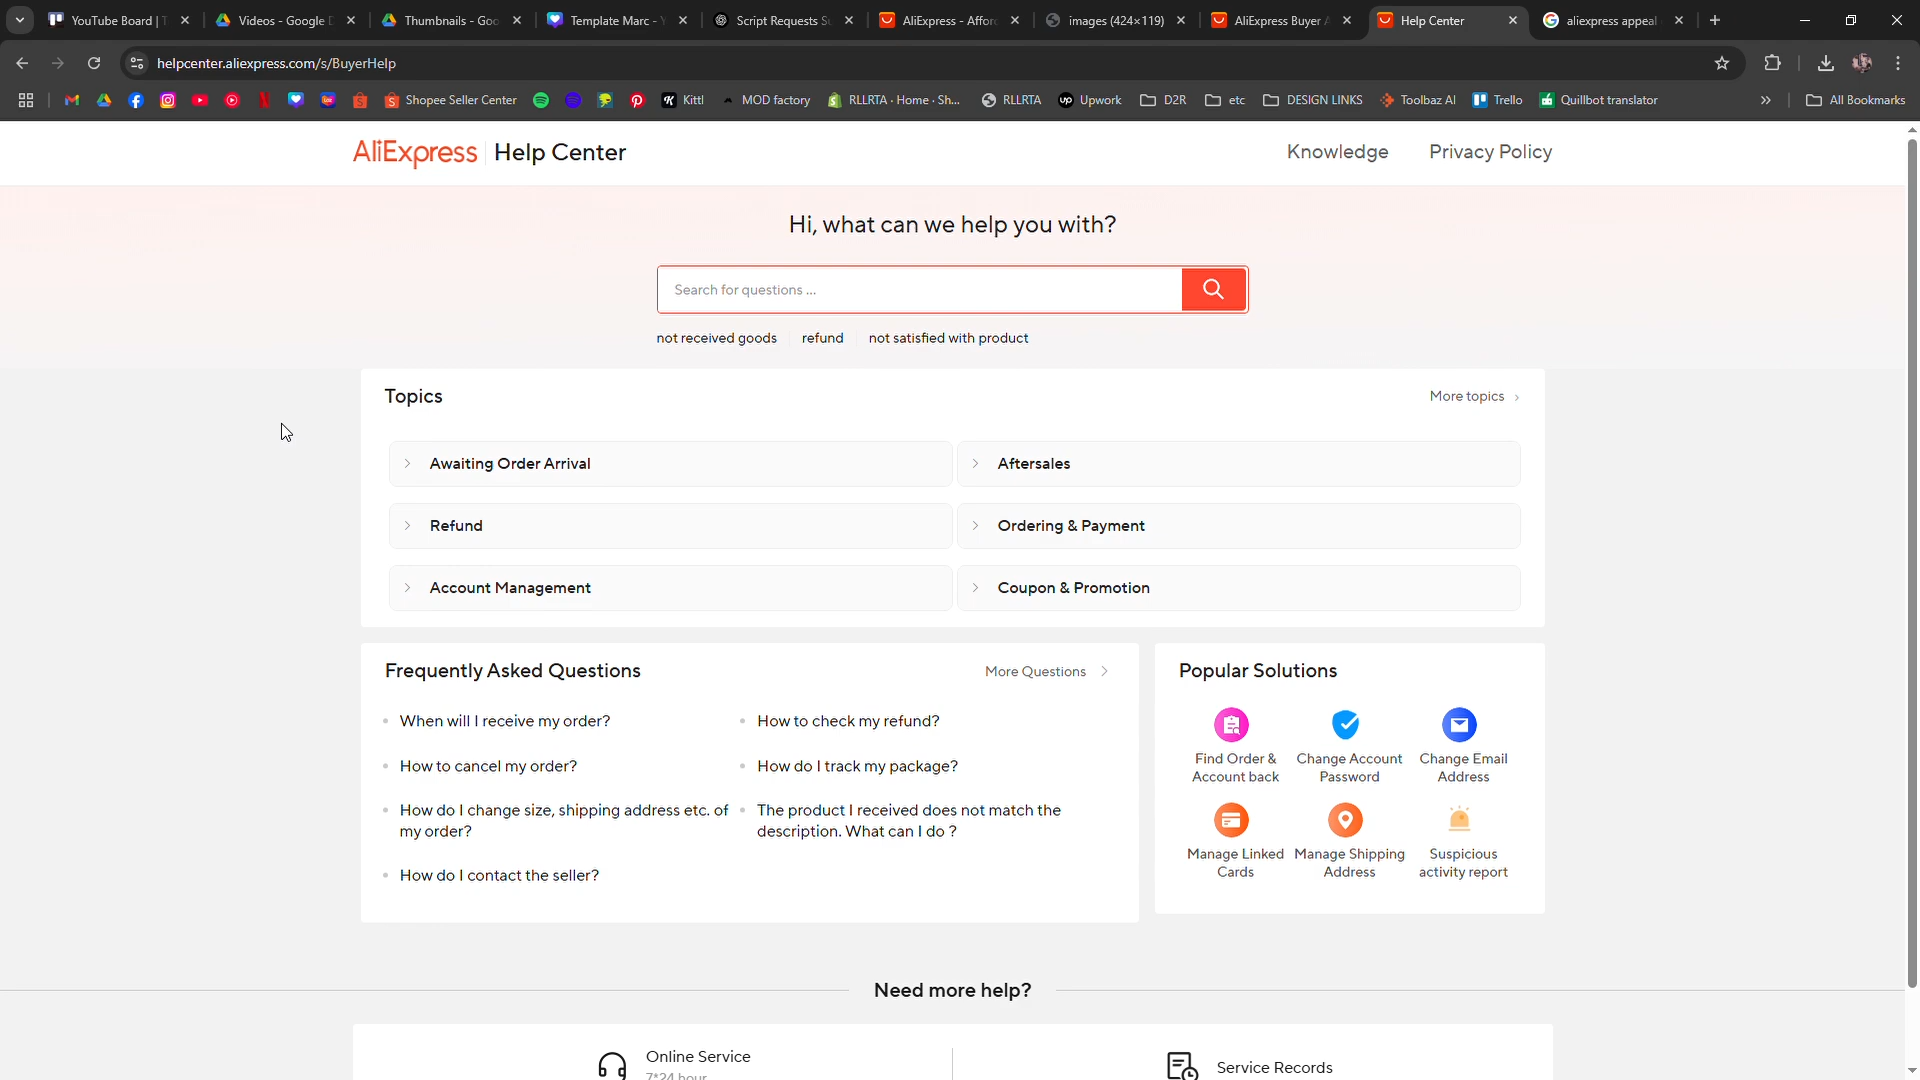 YouTube Board | T
Videos - Google D
Thumbnails - Goo
Template Marc - Y
Script Requests Su
AliExpress - Affor
images (424×119)
AliExpress Buyer A
Help Center
aliexpress appeal
helpcenter.aliexpress.com/s/BuyerHelp
Shopee Seller Center
Kittl
MOD factory
RLLRTA - Home · Sh...
RLLRTA
Upwork
D2R
etc
DESIGN LINKS
Toolbaz AI
Trello
Quillbot translator
All Bookmarks
AliExpress
Help Center
Knowledge
Privacy Policy
Hi, what can we help you with?
Search for questions ...
not received goods
refund
not satisfied with product
Topics
More topics
Awaiting Order Arrival
Aftersales
Refund
Ordering & Payment
Account Management
Coupon & Promotion
Frequently Asked Questions
More Questions
When will I receive my order?
How to check my refund?
How to cancel my order?
How do I track my package?
How do I change size, shipping address etc. of
my order?
The product I received does not match the
description. What can I do ?
How do I contact the seller?
Popular Solutions
Find Order &
Account back
Change Account
Password
Change Email
Address
Manage Linked
Cards
Manage Shipping
Address
Suspicious
activity report
Need more help?
Online Service
7*24 hour
Service Records